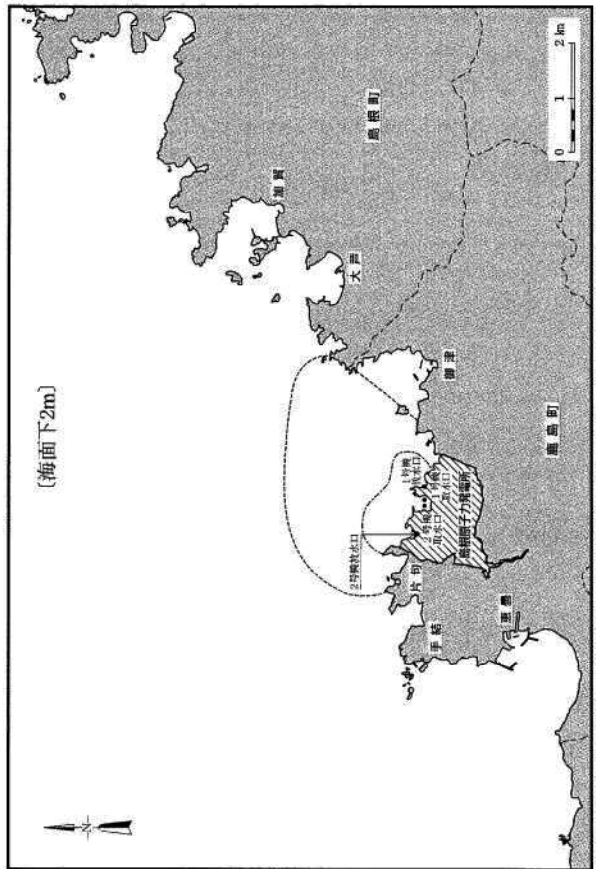 〔海面下2m〕
N
加賀
大芦
島根町
御津
1号機
放水口
1号機
取水口
2号機
取水口
2号機放水口
島根原子力発電所
片句
手結
恵曇
鹿島町
0 1 2 km